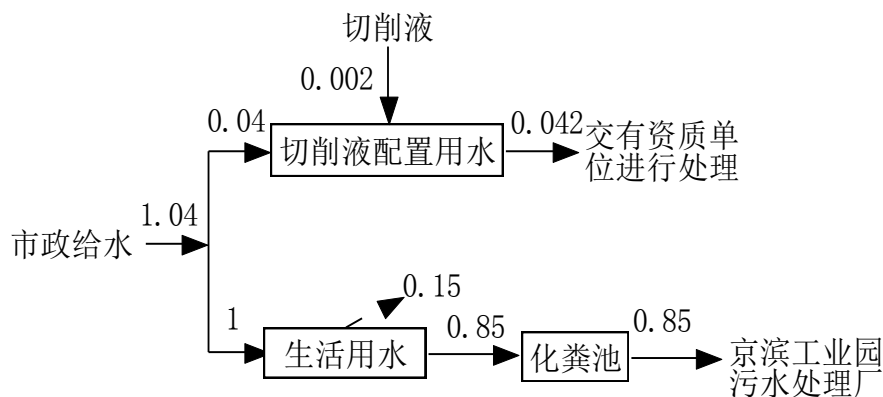 切削液
0.002
0.04
切削液配置用水
0.042
交有资质单
位进行处理
1.04
市政给水
0.15
1
生活用水
0.85
化粪池
0.85
京滨工业园
污水处理厂